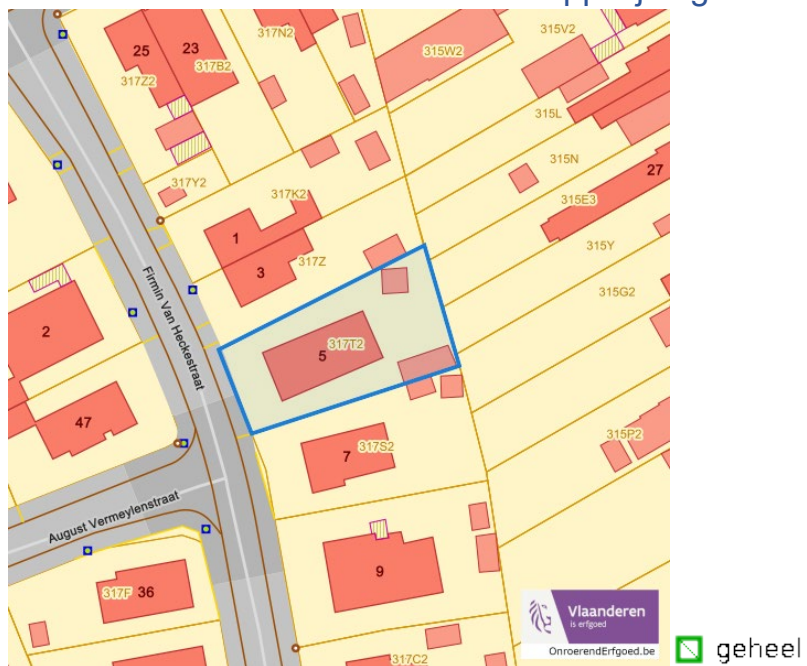 25
23
317N2
317Z2
317B2
315W2
315V2
315L
315N
27
317Y2
317K2
315E3
1
3
317Z
315Y
315G2
Firmin Van Heckestraat
2
5
317T2
47
7
317S2
315P2
August Vermeylenstraat
9
317F
36
317C2
Vlaanderen
is erfgoed
OnroerendErfgoed.be
geheel